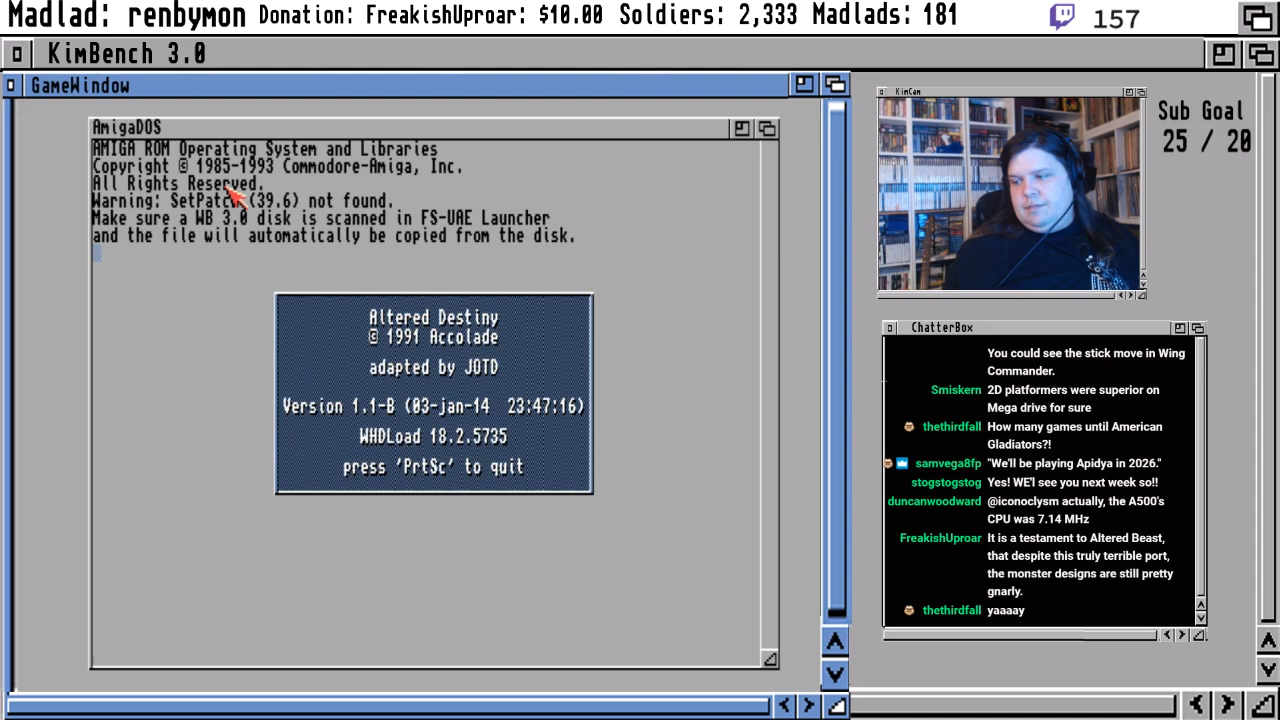 Madlad: renbymon Donation: FreakishUproar: $10.00 Soldiers: 2,333 Madlads: 181 157
KimBench 3.0
GameWindow
AmigaDOS
AMIGA ROM Operating System and Libraries
Copyright © 1985-1993 Commodore-Amiga, Inc.
All Rights Reserved.
Warning: SetPatch (39.6) not found.
Make sure a WB 3.0 disk is scanned in FS-UAE Launcher
and the file will automatically be copied from the disk.
Altered Destiny
© 1991 Accolade
adapted by JOTD
Version 1.1-B (03-jan-14 23:47:16)
WHDLoad 18.2.5735
press 'PrtSc' to quit
KimCam
Sub Goal
25 / 20
ChatterBox
You could see the stick move in Wing
Commander.
Smiskern 2D platformers were superior on
Mega drive for sure
thethirdfall How many games until American
Gladiators?!
samvega8fp "We'll be playing Apidya in 2026."
stogstogstog Yes! WE'l see you next week so!!
duncanwoodward @iconoclysm actually, the A500's
CPU was 7.14 MHz
FreakishUproar It is a testament to Altered Beast,
that despite this truly terrible port,
the monster designs are still pretty
gnarly.
thethirdfall yaaaay